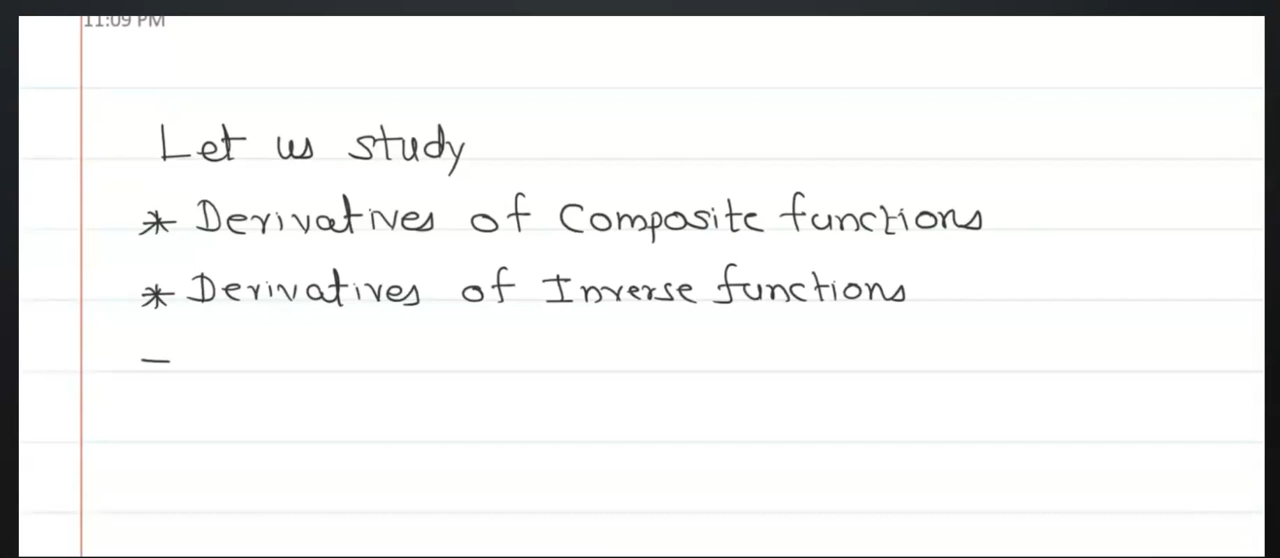 11:09 PM
Let us study
* Derivatives of Composite functions
* Derivatives of Inverse functions
—